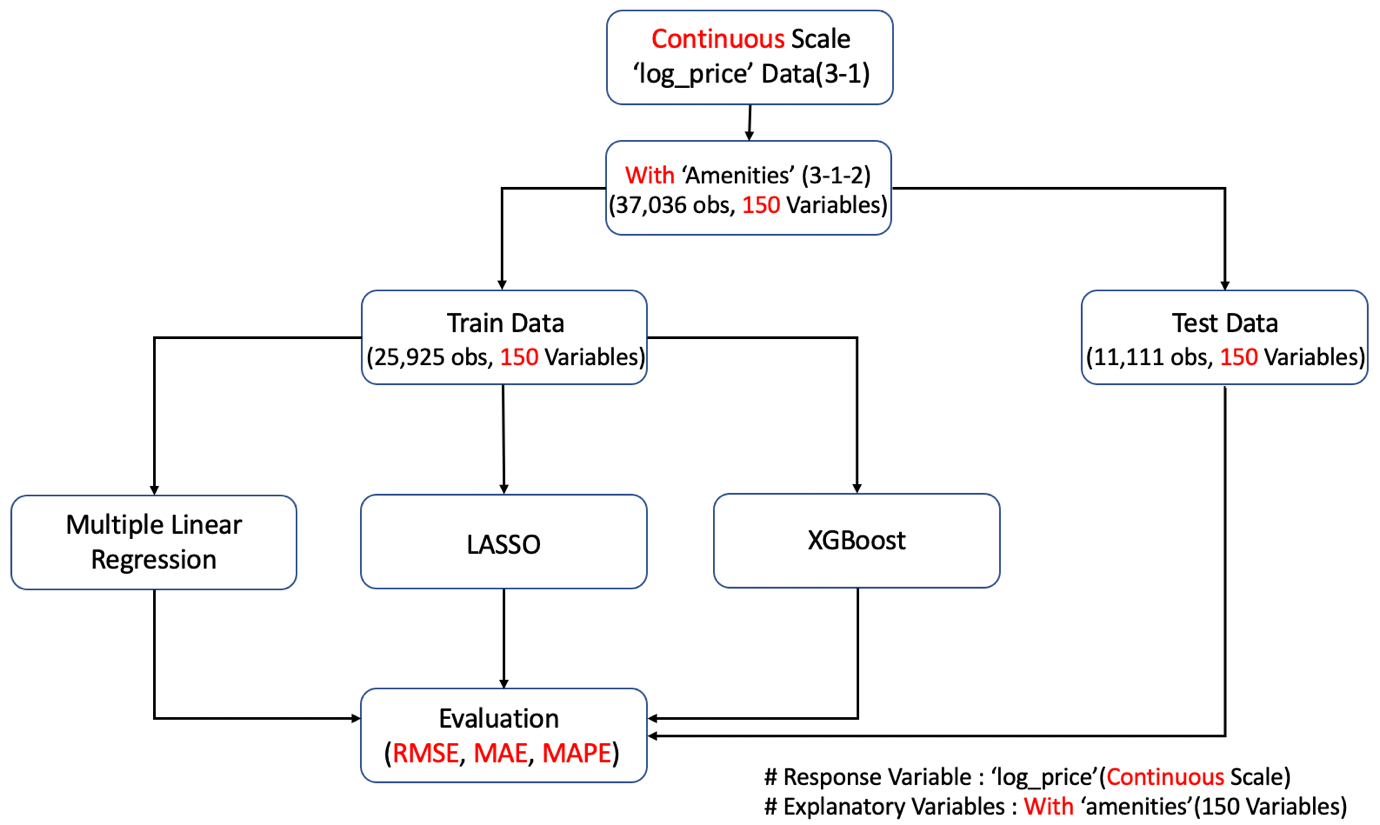 Continuous Scale
‘log_price’ Data(3-1)
With ‘Amenities’ (3-1-2)
(37,036 obs, 150 Variables)
Train Data
(25,925 obs, 150 Variables)
Test Data
(11,111 obs, 150 Variables)
Multiple Linear
Regression
LASSO
XGBoost
Evaluation
(RMSE, MAE, MAPE)
# Response Variable : ‘log_price’(Continuous Scale)
# Explanatory Variables : With ‘amenities’(150 Variables)